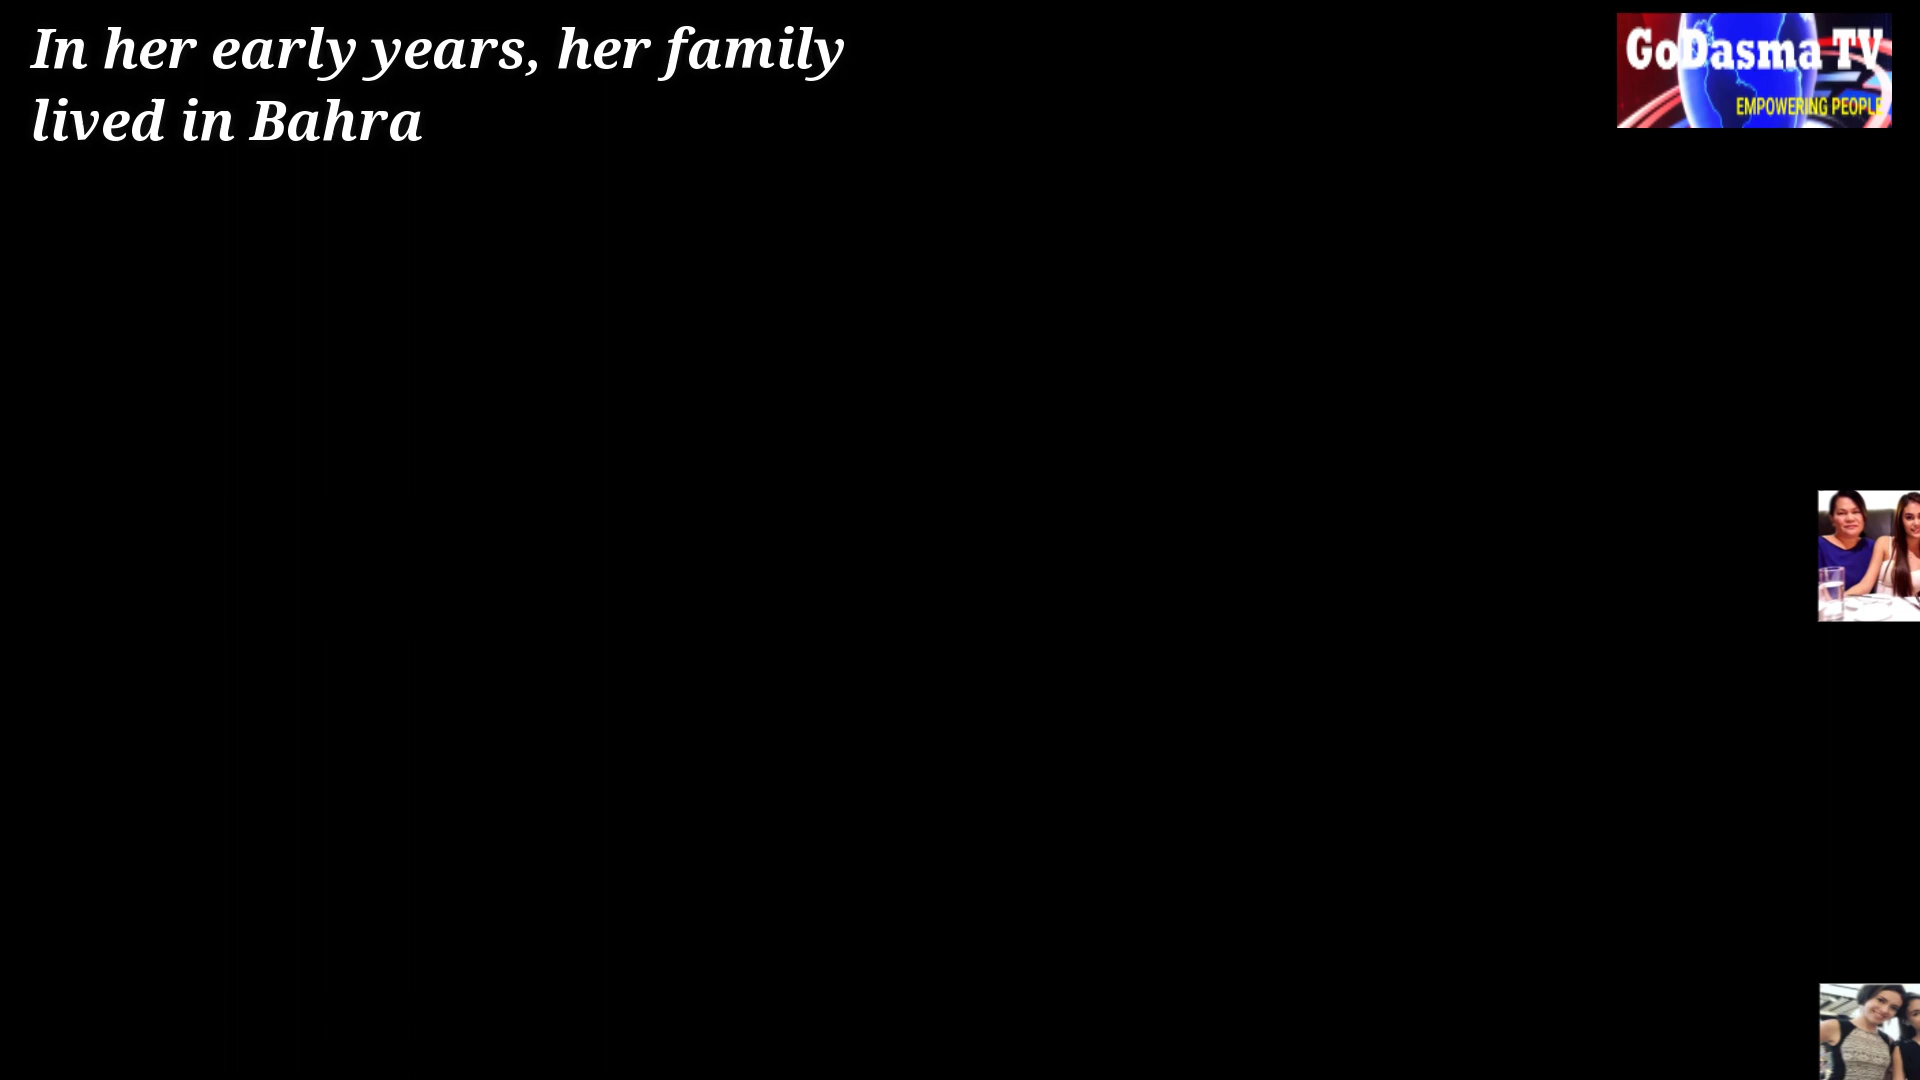 In her early years, her family
lived in Bahra
GoDasma TV
EMPOWERING PEOPLE